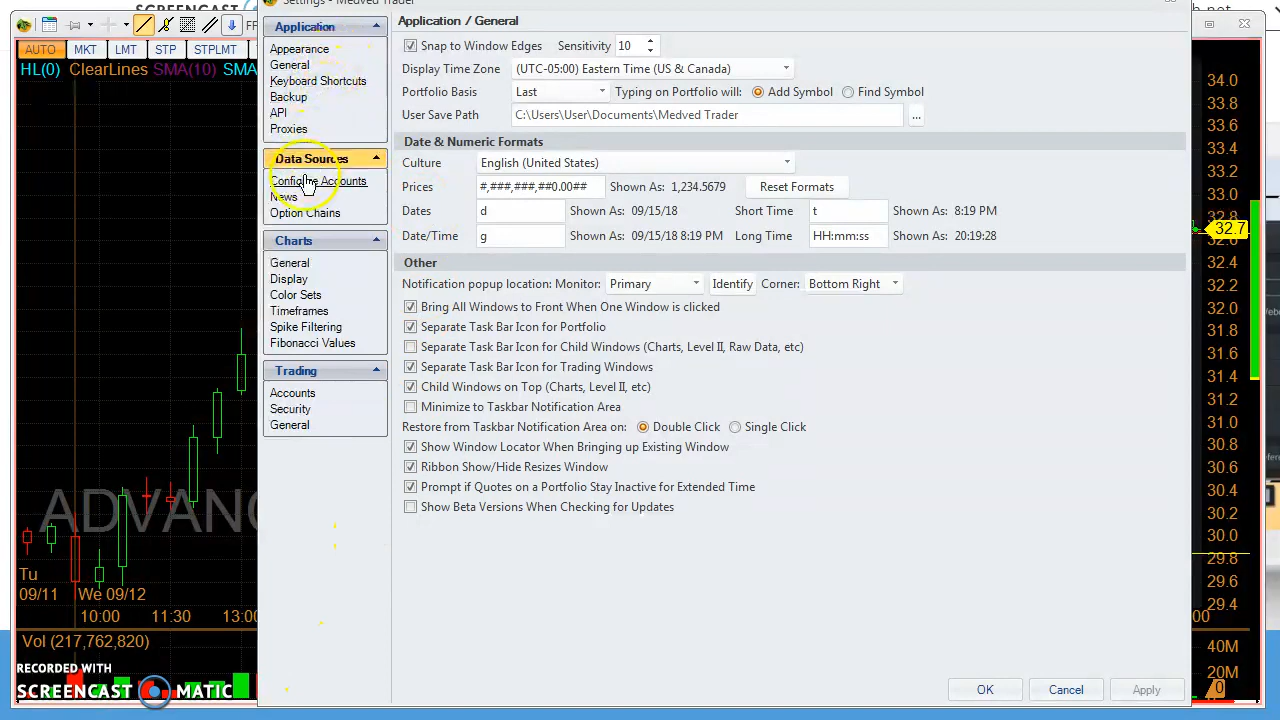 Settings - Medved Trader
AUTO MKT LMT STP STPLMT
HL(0) ClearLines SMA(10) SMA
ADVAN
Tu
09/11 We 09/12
10:00 11:30 13:00
Vol (217,762,820)
RECORDED WITH
SCREENCAST MATIC
Application
Appearance
General
Keyboard Shortcuts
Backup
API
Proxies
Data Sources
Configure Accounts
News
Option Chains
Charts
General
Display
Color Sets
Timeframes
Spike Filtering
Fibonacci Values
Trading
Accounts
Security
General
Application / General
Snap to Window Edges Sensitivity 10
Display Time Zone (UTC-05:00) Eastern Time (US & Canada)
Portfolio Basis Last Typing on Portfolio will: Add Symbol Find Symbol
User Save Path C:\Users\User\Documents\Medved Trader ...
Date & Numeric Formats
Culture English (United States)
Prices #,###,###,##0.00## Shown As: 1,234.5679 Reset Formats
Dates d Shown As: 09/15/18 Short Time t Shown As: 8:19 PM
Date/Time g Shown As: 09/15/18 8:19 PM Long Time HH:mm:ss Shown As: 20:19:28
Other
Notification popup location: Monitor: Primary Identify Corner: Bottom Right
Bring All Windows to Front When One Window is clicked
Separate Task Bar Icon for Portfolio
Separate Task Bar Icon for Child Windows (Charts, Level II, Raw Data, etc)
Separate Task Bar Icon for Trading Windows
Child Windows on Top (Charts, Level II, etc)
Minimize to Taskbar Notification Area
Restore from Taskbar Notification Area on: Double Click Single Click
Show Window Locator When Bringing up Existing Window
Ribbon Show/Hide Resizes Window
Prompt if Quotes on a Portfolio Stay Inactive for Extended Time
Show Beta Versions When Checking for Updates
OK Cancel Apply
34.0
33.8
33.6
33.4
33.2
33.0
32.8
32.7
32.6
32.4
32.2
32.0
31.8
31.6
31.4
31.2
31.0
30.8
30.6
30.4
30.2
30.0
29.8
29.6
29.4
40M
20M
0